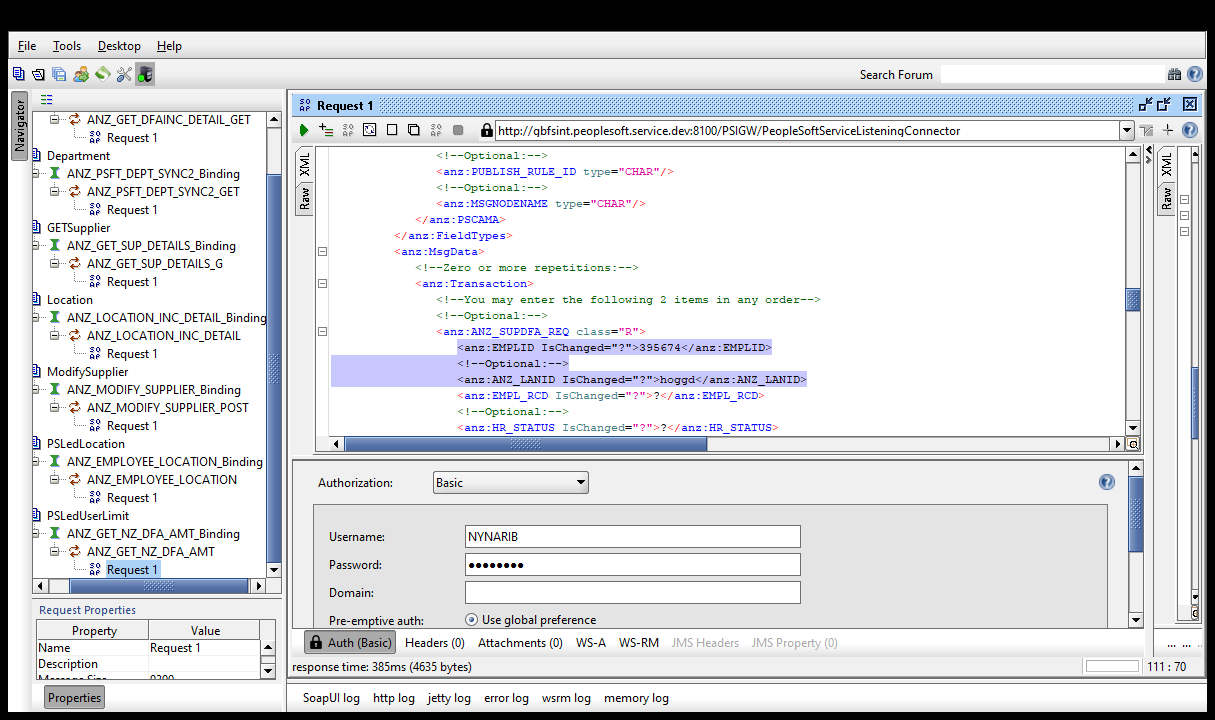 File Tools Desktop Help
Search Forum
Navigator
ANZ_GET_DFAINC_DETAIL_GET
Request 1
Department
ANZ_PSFT_DEPT_SYNC2_Binding
ANZ_PSFT_DEPT_SYNC2_GET
Request 1
GETSupplier
ANZ_GET_SUP_DETAILS_Binding
ANZ_GET_SUP_DETAILS_G
Request 1
Location
ANZ_LOCATION_INC_DETAIL_Binding
ANZ_LOCATION_INC_DETAIL
Request 1
ModifySupplier
ANZ_MODIFY_SUPPLIER_Binding
ANZ_MODIFY_SUPPLIER_POST
Request 1
PSLedLocation
ANZ_EMPLOYEE_LOCATION_Binding
ANZ_EMPLOYEE_LOCATION
Request 1
PSLedUserLimit
ANZ_GET_NZ_DFA_AMT_Binding
ANZ_GET_NZ_DFA_AMT
Request 1
Request Properties
Property Value
Name Request 1
Description
Properties
Request 1
http://qbfsint.peoplesoft.service.dev:8100/PSIGW/PeopleSoftServiceListeningConnector
XML
Raw
<!--Optional:-->
<anz:PUBLISH_RULE_ID type="CHAR"/>
<!--Optional:-->
<anz:MSGNODENAME type="CHAR"/>
</anz:PSCAMA>
</anz:FieldTypes>
<anz:MsgData>
<!--Zero or more repetitions:-->
<anz:Transaction>
<!--You may enter the following 2 items in any order-->
<!--Optional:-->
<anz:ANZ_SUPDFA_REQ class="R">
<anz:EMPLID IsChanged="?">395674</anz:EMPLID>
<!--Optional:-->
<anz:ANZ_LANID IsChanged="?">hoggd</anz:ANZ_LANID>
<anz:EMPL_RCD IsChanged="?">?</anz:EMPL_RCD>
<!--Optional:-->
<anz:HR_STATUS IsChanged="?">?</anz:HR_STATUS>
XML
Raw
Authorization: Basic
Username: NYNARIB
Password: ●●●●●●●●
Domain:
Pre-emptive auth: Use global preference
Auth (Basic) Headers (0) Attachments (0) WS-A WS-RM JMS Headers JMS Property (0)
... ...
response time: 385ms (4635 bytes)
111 : 70
SoapUI log http log jetty log error log wsrm log memory log